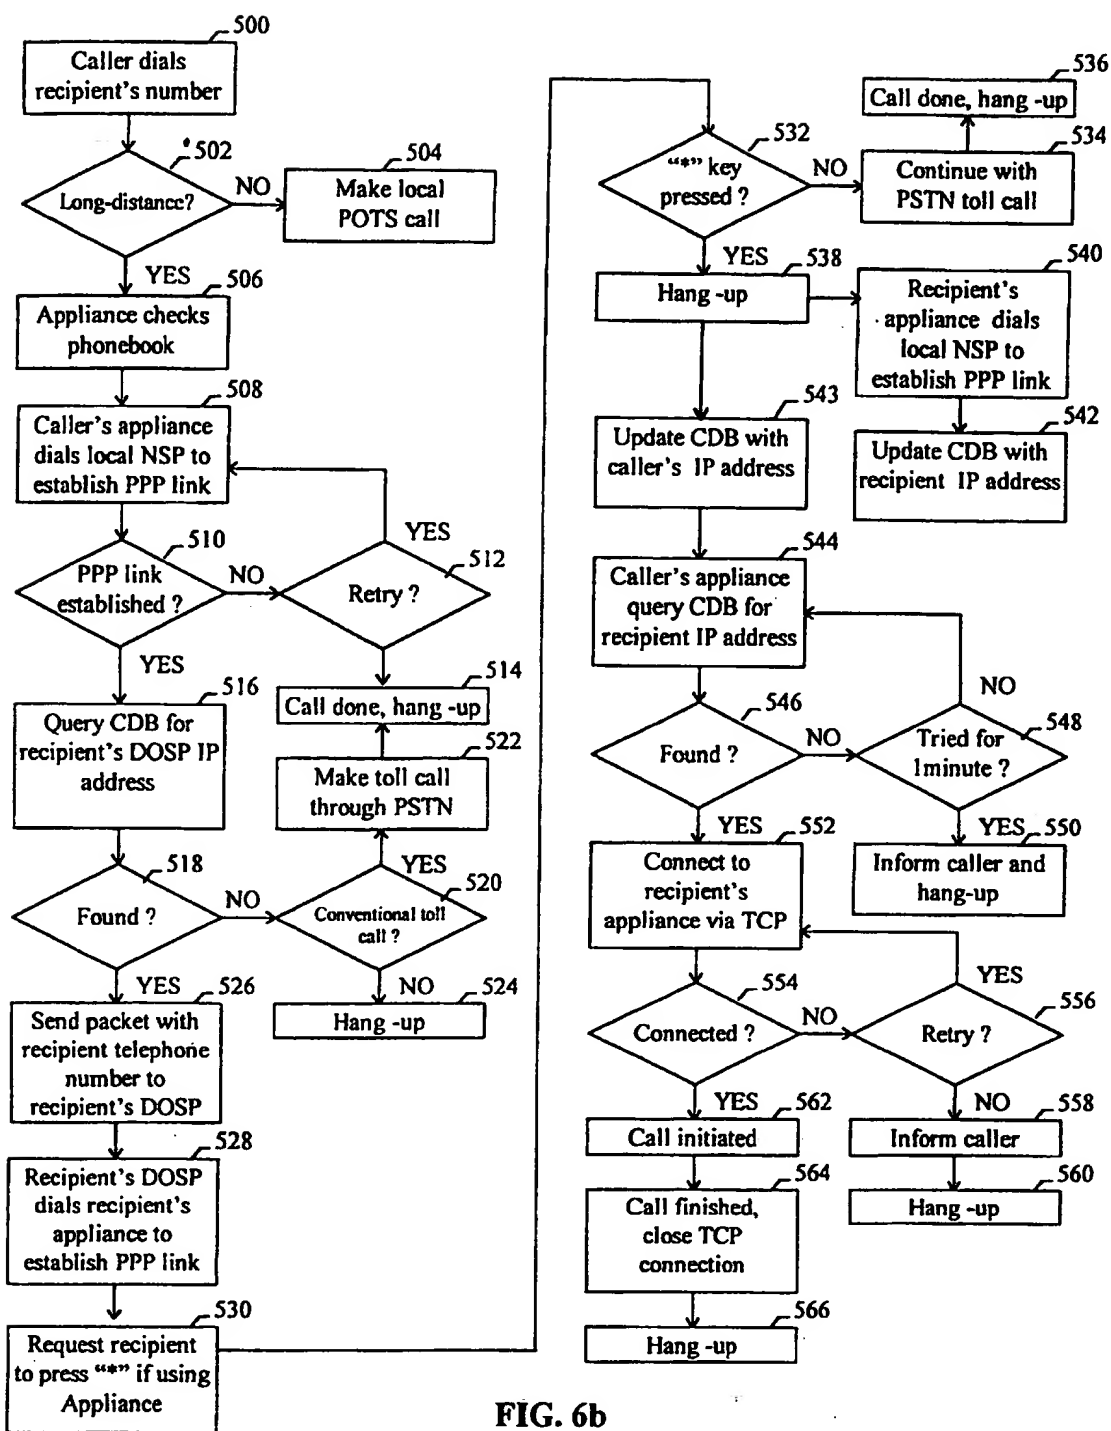 500
Caller dials
recipient's number
502
Long-distance?
NO
504
Make local
POTS call
YES
506
Appliance checks
phonebook
508
Caller's appliance
dials local NSP to
establish PPP link
510
PPP link
established ?
NO
YES
512
Retry ?
YES
514
Call done, hang -up
516
Query CDB for
recipient's DOSP IP
address
522
Make toll call
through PSTN
518
Found ?
NO
YES
520
Conventional toll
call ?
NO
524
Hang -up
YES
526
Send packet with
recipient telephone
number to
recipient's DOSP
528
Recipient's DOSP
dials recipient's
appliance to
establish PPP link
530
Request recipient
to press “*” if using
Appliance
532
“*” key
pressed ?
NO
534
Continue with
PSTN toll call
536
Call done, hang -up
YES
538
Hang -up
540
Recipient's
appliance dials
local NSP to
establish PPP link
542
Update CDB with
recipient IP address
543
Update CDB with
caller's IP address
544
Caller's appliance
query CDB for
recipient IP address
546
Found ?
NO
NO
548
Tried for
1minute ?
YES
550
Inform caller and
hang-up
YES
552
Connect to
recipient's
appliance via TCP
554
Connected ?
NO
YES
556
Retry ?
NO
558
Inform caller
560
Hang -up
YES
562
Call initiated
564
Call finished,
close TCP
connection
566
Hang -up
FIG. 6b